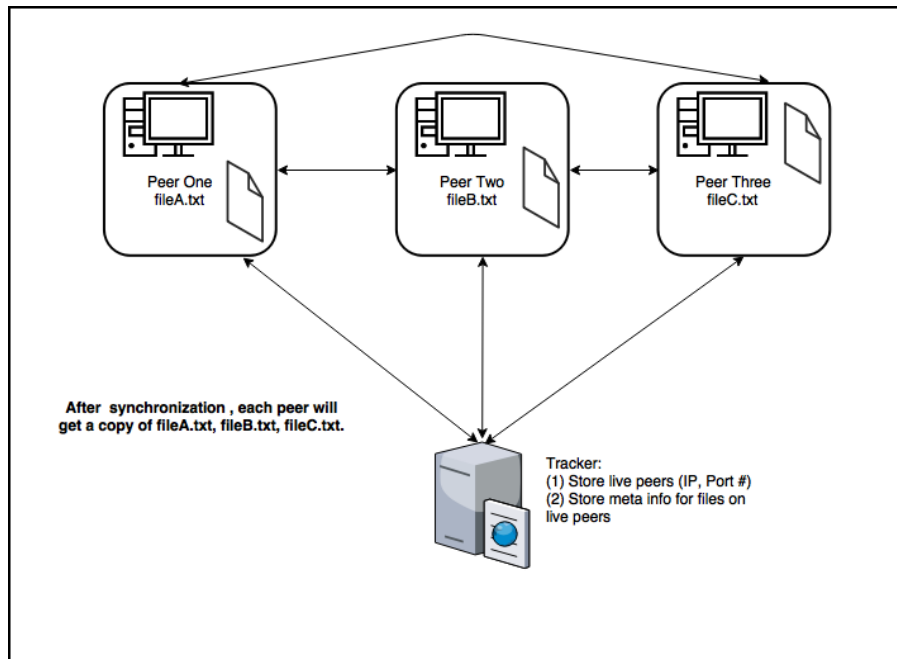 Peer One
fileA.txt
Peer Two
fileB.txt
Peer Three
fileC.txt
After synchronization , each peer will
get a copy of fileA.txt, fileB.txt, fileC.txt.
Tracker:
(1) Store live peers (IP, Port #)
(2) Store meta info for files on
live peers